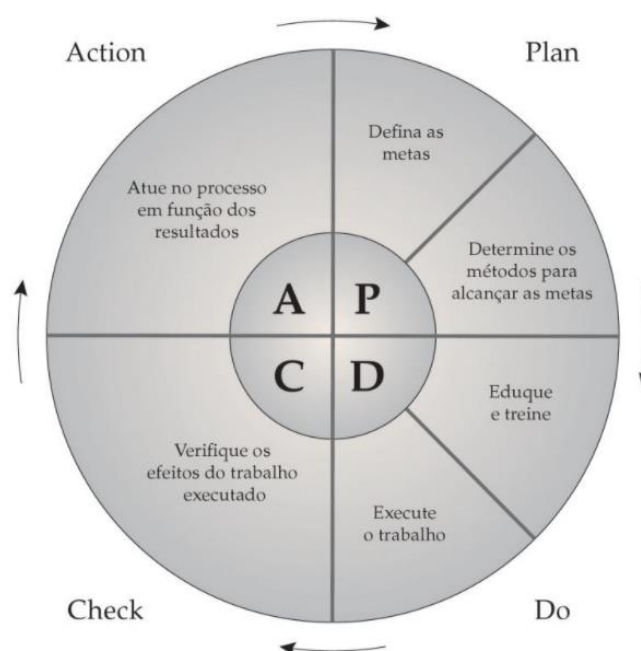 Action
Plan
Defina as
metas
Atue no processo
em função dos
resultados
Determine os
métodos para
alcançar as metas
A
P
C
D
Eduque
e treine
Verifique os
efeitos do trabalho
executado
Execute
o trabalho
Check
Do